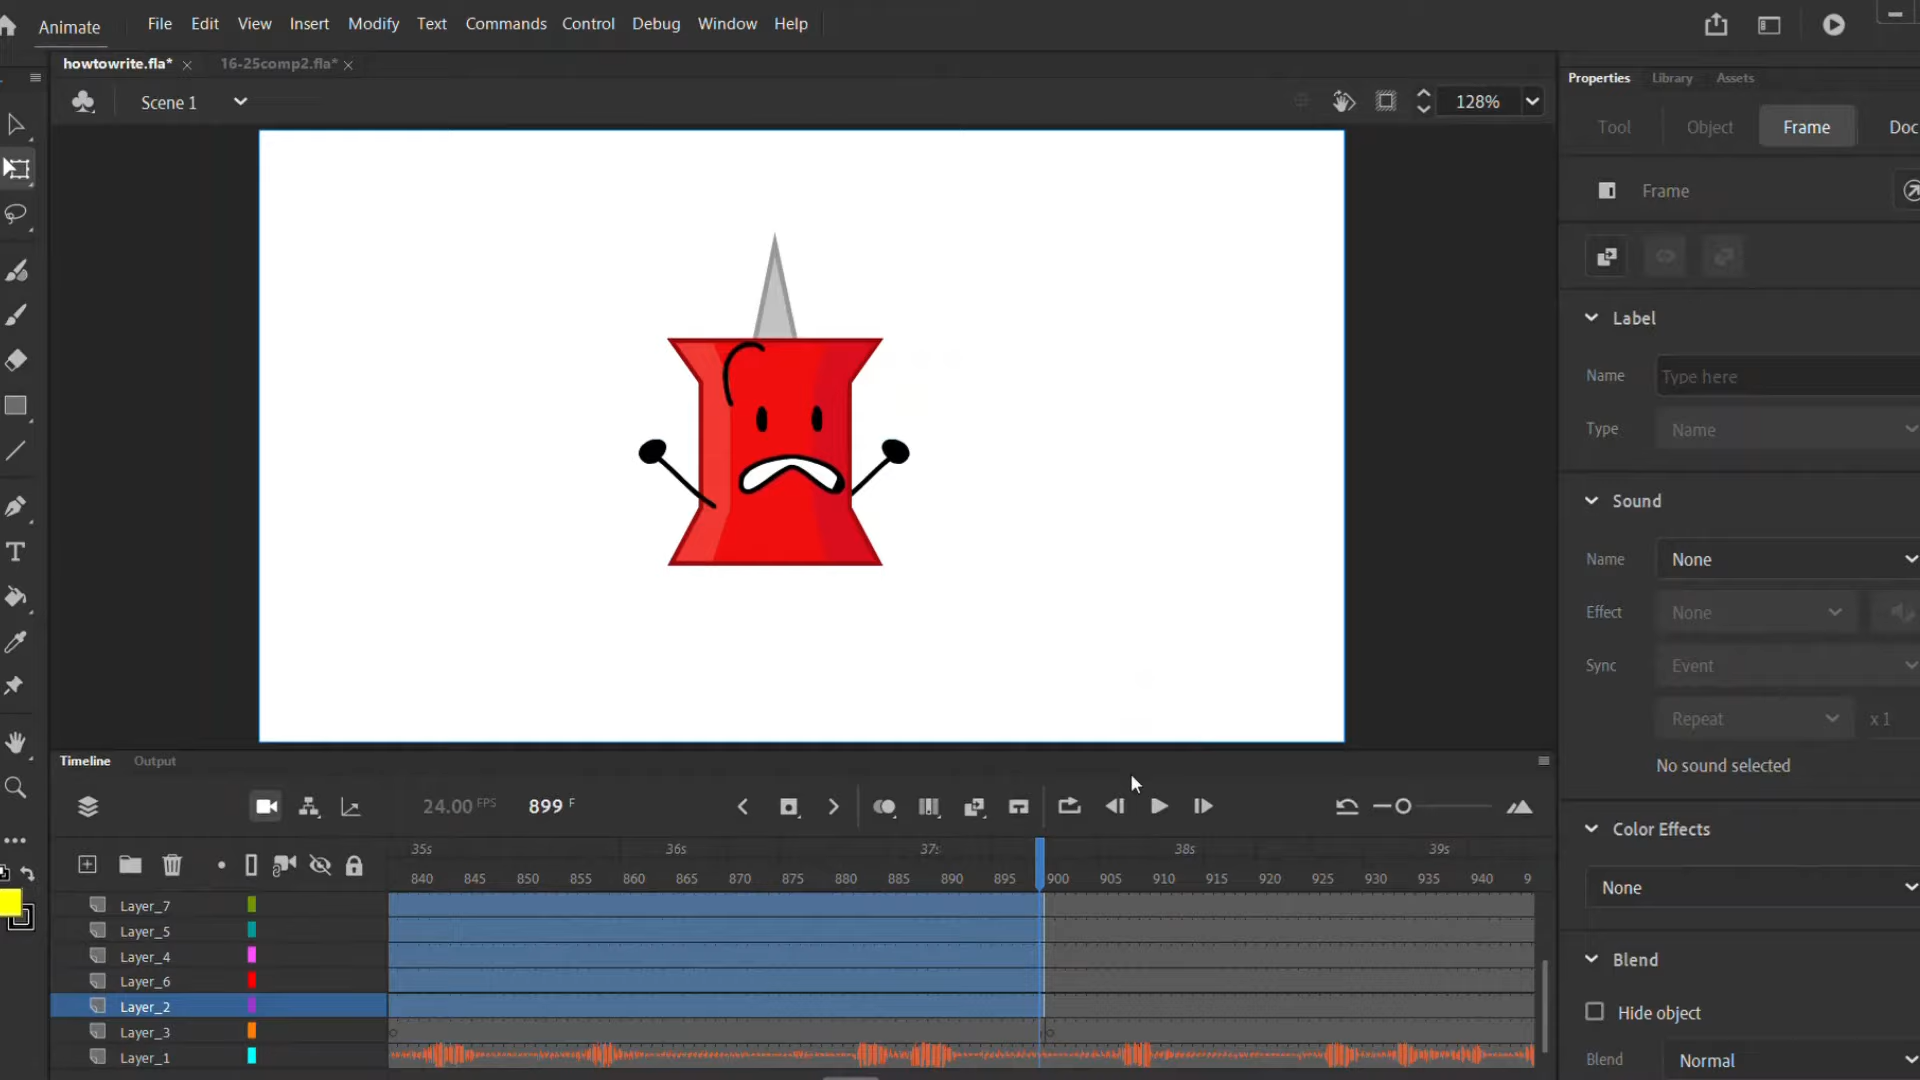 Animate File Edit View Insert Modify Text Commands Control Debug Window Help
howtowrite.fla* 16-25comp2.fla*
Scene 1 128%
Properties Library Assets
Tool Object Frame Doc
Frame
Label
Name Type here
Type Name
Sound
Name None
Effect None
Sync Event
Repeat x 1
No sound selected
Color Effects
None
Blend
Hide object
Blend Normal
Timeline Output
24.00 FPS 899 F
35s 36s 37s 38s 39s
840 845 850 855 860 865 870 875 880 885 890 895 900 905 910 915 920 925 930 935 940 9
Layer_7
Layer_5
Layer_4
Layer_6
Layer_2
Layer_3
Layer_1